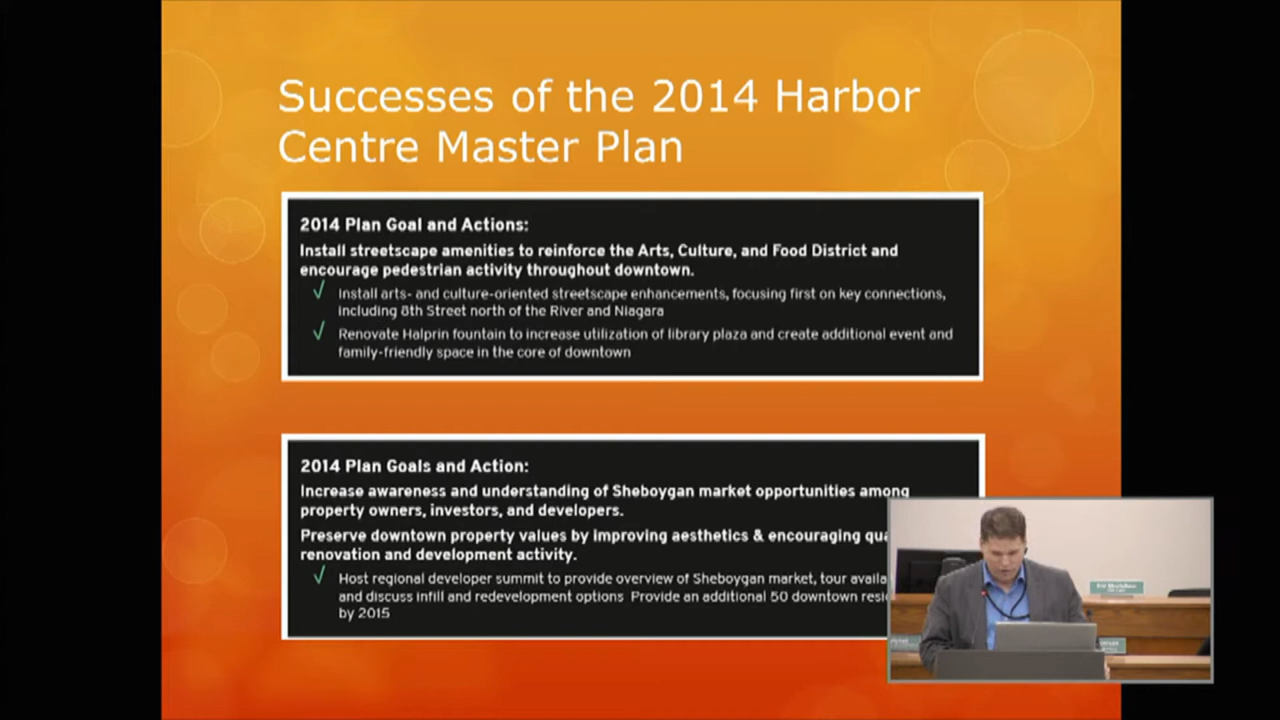 Successes of the 2014 Harbor
Centre Master Plan
2014 Plan Goal and Actions:
Install streetscape amenities to reinforce the Arts, Culture, and Food District and
encourage pedestrian activity throughout downtown.
√ Install arts- and culture-oriented streetscape enhancements, focusing first on key connections,
including 8th Street north of the River and Niagara
√ Renovate Halprin fountain to increase utilization of library plaza and create additional event and
family-friendly space in the core of downtown
2014 Plan Goals and Action:
Increase awareness and understanding of Sheboygan market opportunities among
property owners, investors, and developers.
Preserve downtown property values by improving aesthetics & encouraging qua
renovation and development activity.
√ Host regional developer summit to provide overview of Sheboygan market, tour availa
and discuss infill and redevelopment options Provide an additional 50 downtown resi
by 2015